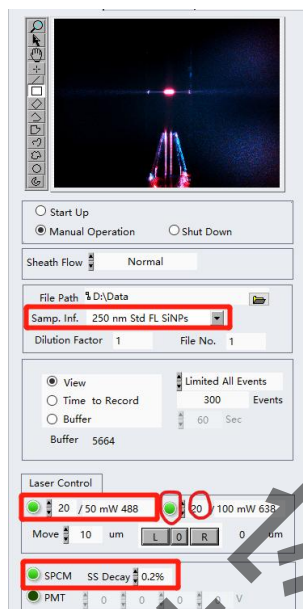 Start Up
Manual Operation Shut Down
Sheath Flow Normal
File Path D:\Data
Samp. Inf. 250 nm Std FL SiNPs
Dilution Factor 1 File No. 1
View Limited All Events
Time to Record 300 Events
Buffer 60 Sec
Buffer 5664
Laser Control
20 / 50 mW 488 20 / 100 mW 638
Move 10 um L 0 R 0 um
SPCM SS Decay 0.2%
PMT 0 0 0 0 V